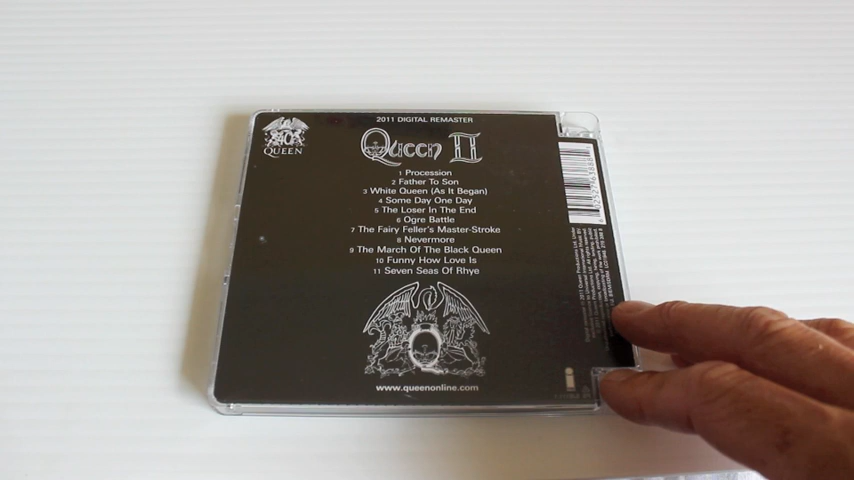 2011 DIGITAL REMASTER
40
QUEEN
Queen II
1 Procession
2 Father To Son
3 White Queen (As It Began)
4 Some Day One Day
5 The Loser In The End
6 Ogre Battle
7 The Fairy Feller's Master-Stroke
8 Nevermore
9 The March Of The Black Queen
10 Funny How Love Is
11 Seven Seas Of Rhye
www.queenonline.com